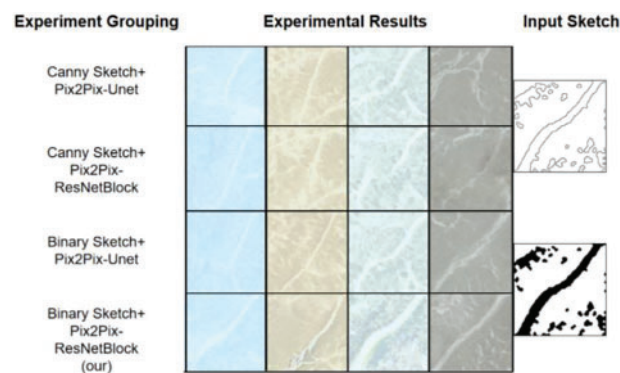 Experiment Grouping
Experimental Results
Input Sketch
Canny Sketch+
Pix2Pix-Unet
Canny Sketch+
Pix2Pix-
ResNetBlock
Binary Sketch+
Pix2Pix-Unet
Binary Sketch+
Pix2Pix-
ResNetBlock
(our)